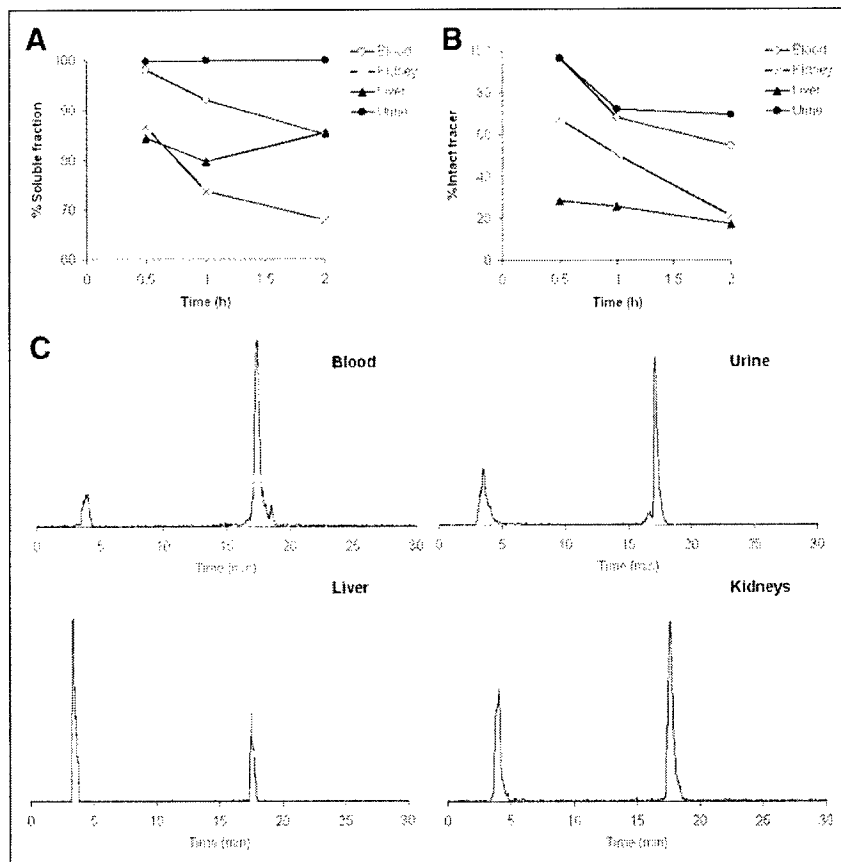 A
% Soluble fraction
100
90
80
70
60
0
0.5
1
1.5
2
Time (h)
Blood
Kidney
Liver
Urine
B
% Intact tracer
100
80
60
40
20
0
0
0.5
1
1.5
2
Time (h)
Blood
Kidney
Liver
Urine
C
Blood
0 5 10 15 20 25 30
Time (min)
Urine
0 5 10 15 20 25 30
Time (min)
Liver
0 5 10 15 20 25 30
Time (min)
Kidneys
0 5 10 15 20 25 30
Time (min)